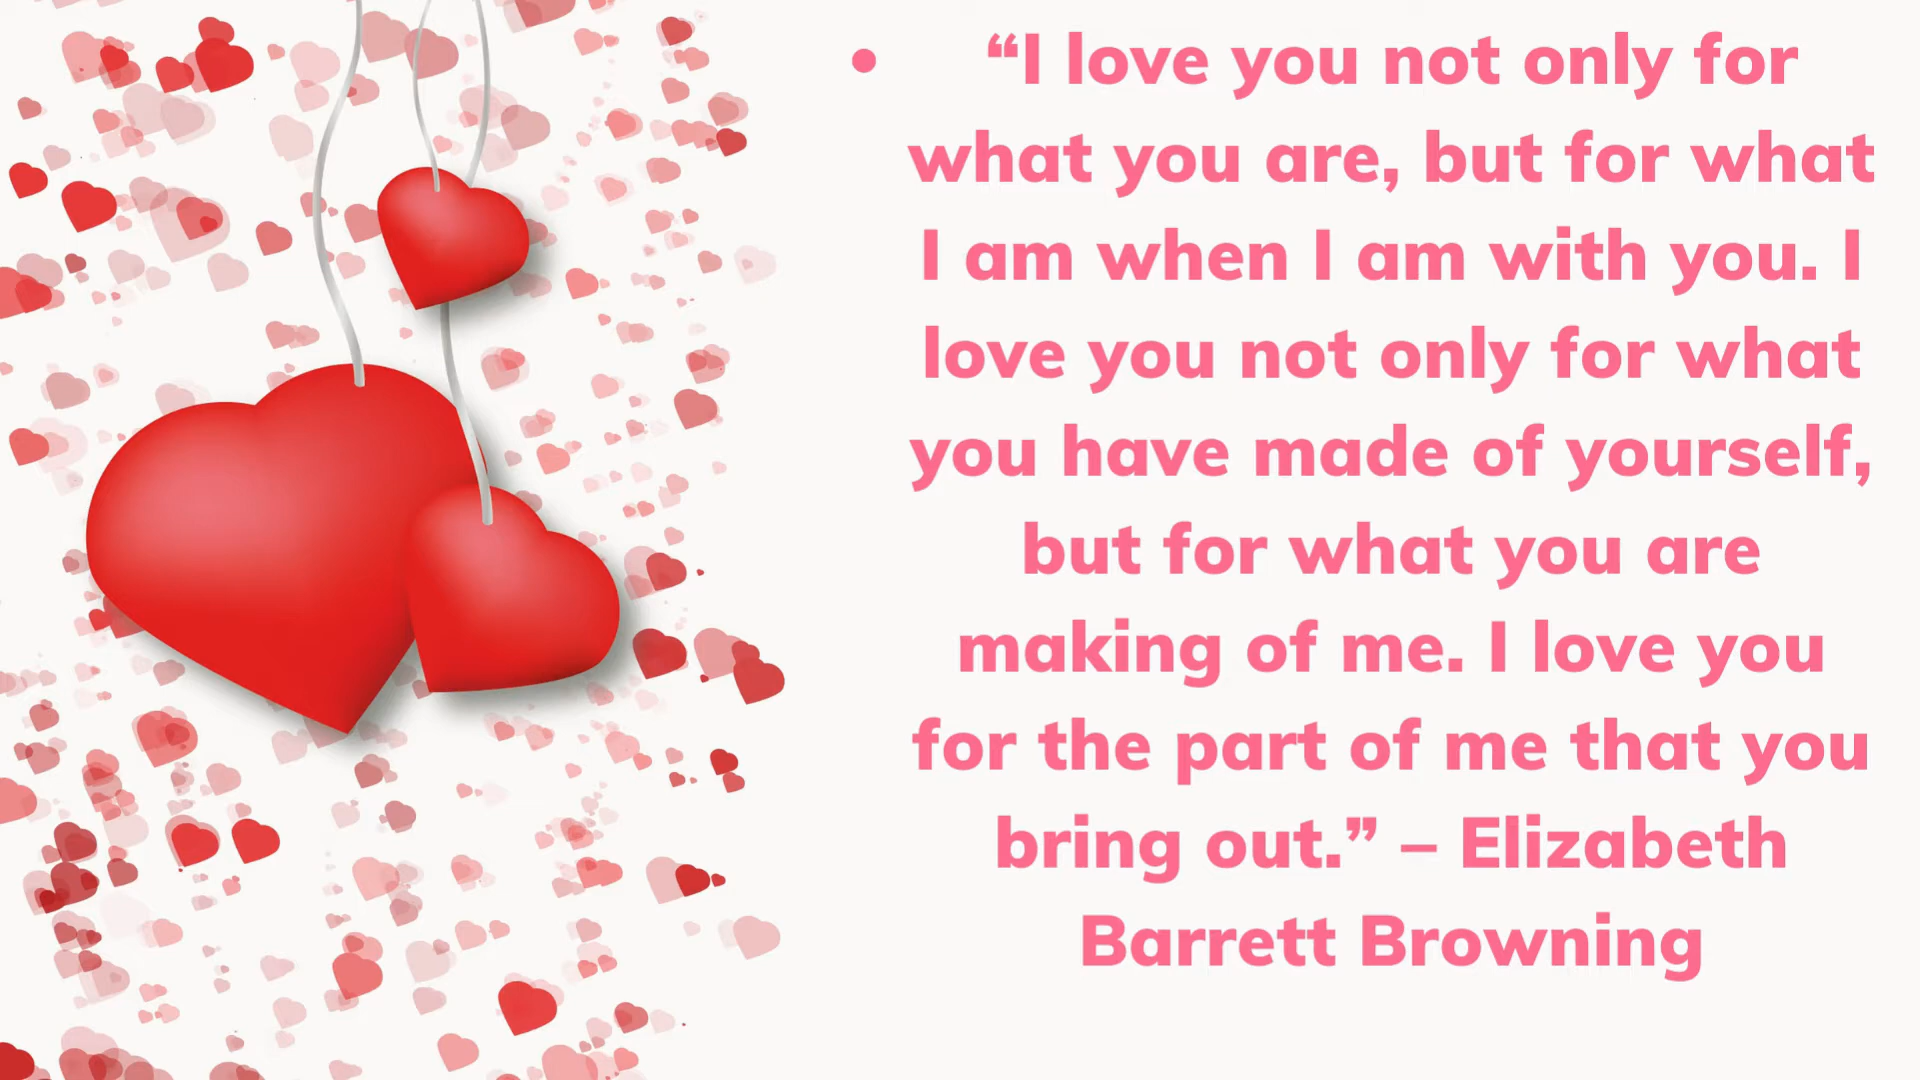 • “I love you not only for
what you are, but for what
I am when I am with you. I
love you not only for what
you have made of yourself,
but for what you are
making of me. I love you
for the part of me that you
bring out.” – Elizabeth
Barrett Browning